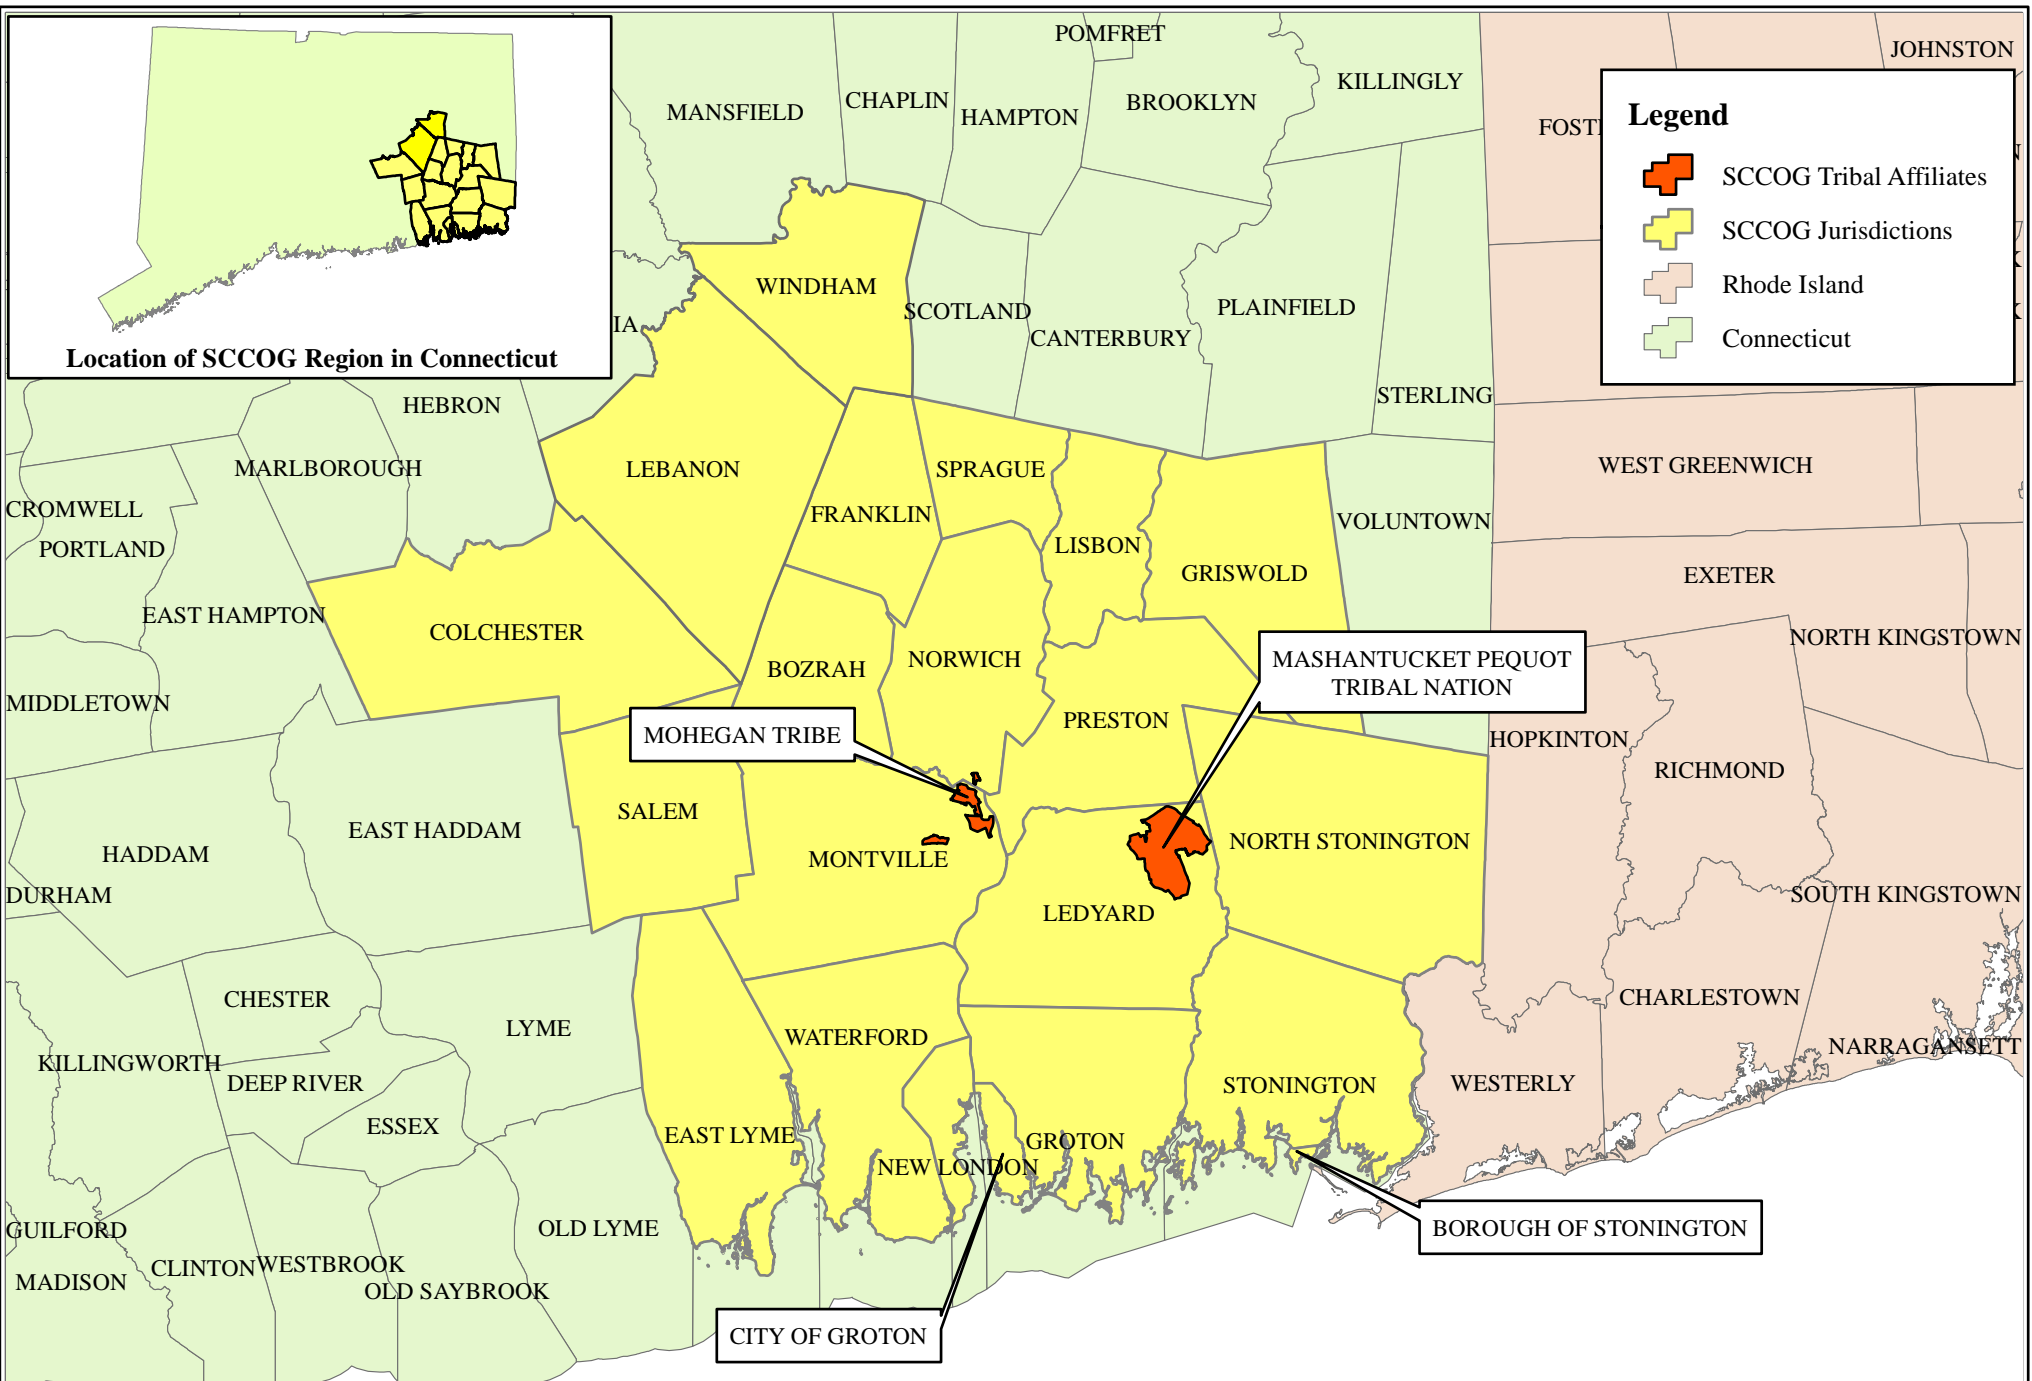 POMFRET
JOHNSTON
KILLINGLY
MANSFIELD
CHAPLIN
HAMPTON
BROOKLYN
Legend
SCCOG Tribal Affiliates
SCCOG Jurisdictions
Rhode Island
Connecticut
Location of SCCOG Region in Connecticut
WINDHAM
SCOTLAND
CANTERBURY
PLAINFIELD
STERLING
HEBRON
MARLBOROUGH
LEBANON
SPRAGUE
WEST GREENWICH
CROMWELL
PORTLAND
FRANKLIN
LISBON
VOLUNTOWN
GRISWOLD
EXETER
EAST HAMPTON
COLCHESTER
BOZRAH
NORWICH
NORTH KINGSTOWN
MASHANTUCKET PEQUOT
TRIBAL NATION
MIDDLETOWN
MOHEGAN TRIBE
PRESTON
HOPKINTON
RICHMOND
SALEM
EAST HADDAM
HADDAM
MONTVILLE
NORTH STONINGTON
DURHAM
LEDYARD
SOUTH KINGSTOWN
CHESTER
LYME
WATERFORD
CHARLESTOWN
KILLINGWORTH
DEEP RIVER
ESSEX
NARRAGANSETT
STONINGTON
WESTERLY
EAST LYME
NEW LONDON
GROTON
GUILFORD
OLD LYME
BOROUGH OF STONINGTON
MADISON
CLINTON
WESTBROOK
OLD SAYBROOK
CITY OF GROTON